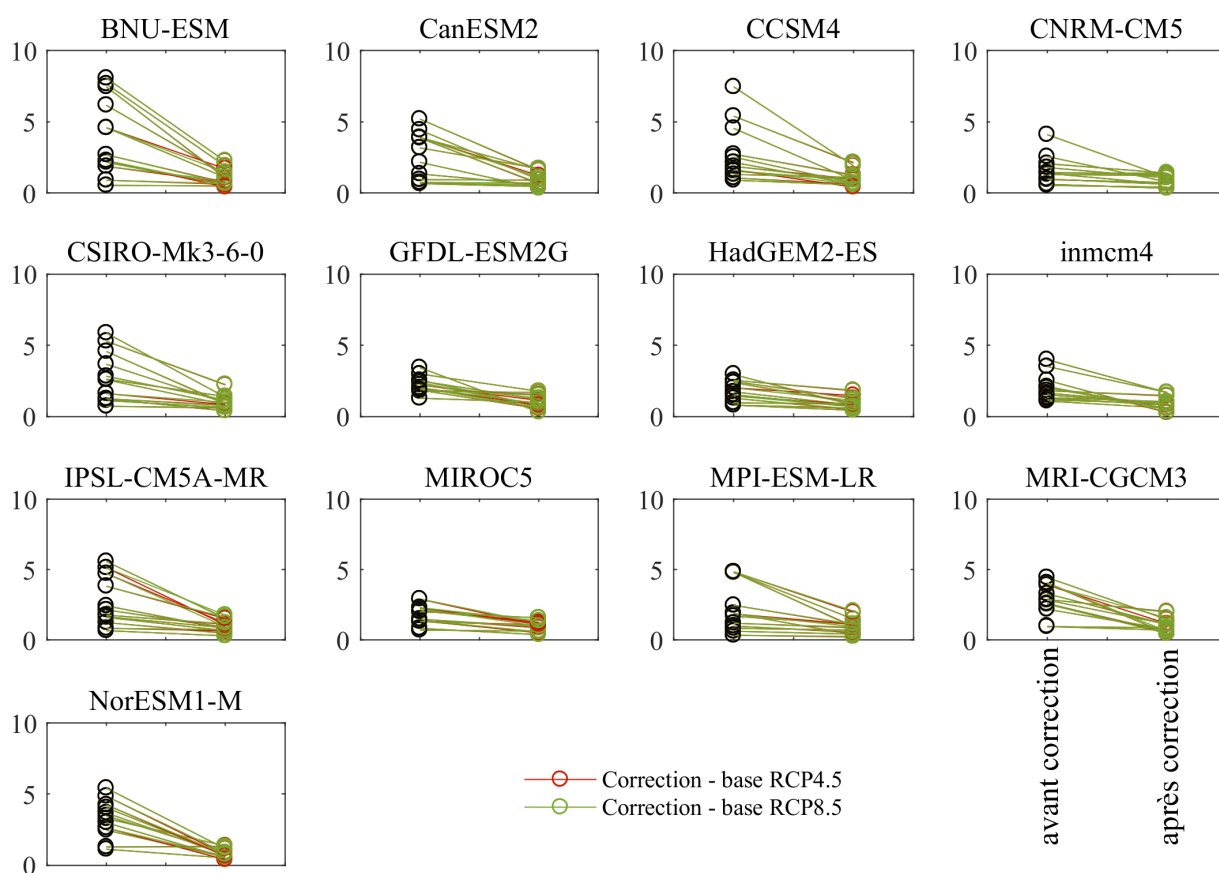 BNU-ESM
10
5
0
CanESM2
10
5
0
CCSM4
10
5
0
CNRM-CM5
10
5
0
CSIRO-Mk3-6-0
10
5
0
GFDL-ESM2G
10
5
0
HadGEM2-ES
10
5
0
inmcm4
10
5
0
IPSL-CM5A-MR
10
5
0
MIROC5
10
5
0
MPI-ESM-LR
10
5
0
MRI-CGCM3
10
5
0
avant correction
après correction
NorESM1-M
10
5
0
Correction - base RCP4.5
Correction - base RCP8.5